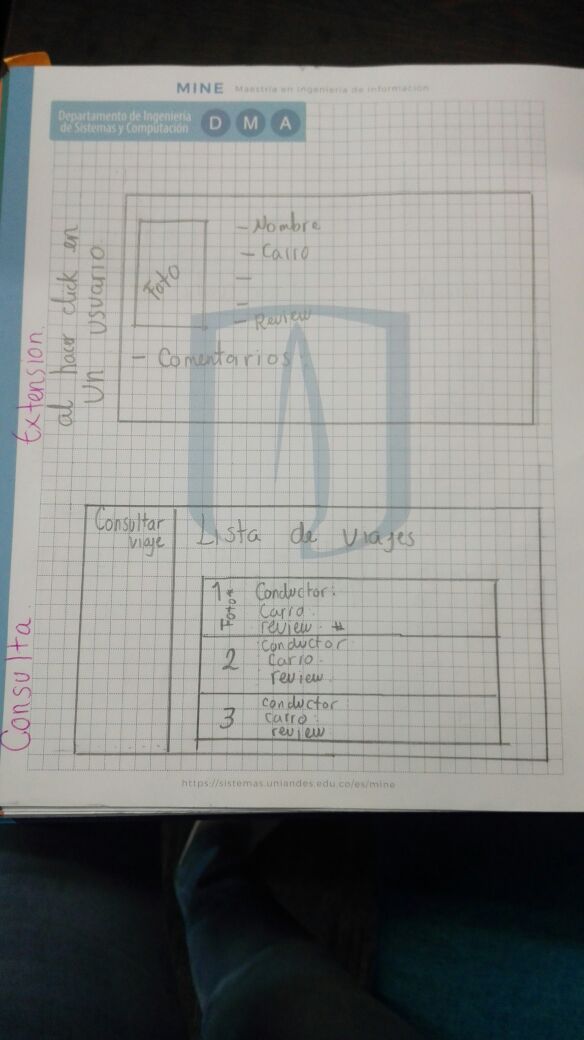 MINE Maestría en Ingeniería de Información
Departamento de Ingeniería
de Sistemas y Computación
D M A
Extension.
al hacer click en
un usuario.
Foto
- Nombre
- Carro
-
-
- Review
- Comentarios:
Consulta.
Consultar
viaje
Lista de viajes
1* Conductor:
Foto Carro:
review. #
2 conductor
carro.
review.
3 conductor:
carro:
review
https://sistemas.uniandes.edu.co/es/mine